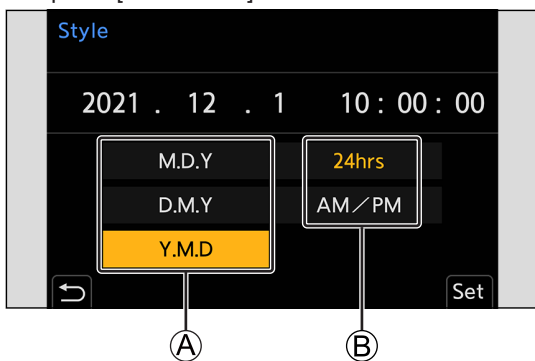 Style
2021 . 12 . 1 10 : 00 : 00
M.D.Y 24hrs
D.M.Y AM／PM
Y.M.D
Set
A B